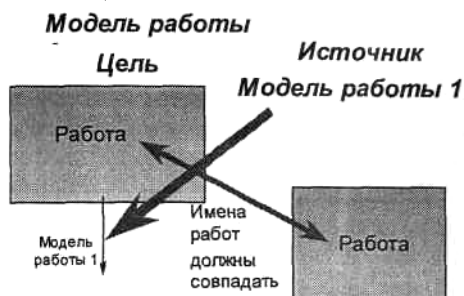 Модель работы
Цель
Источник
Модель работы 1
Работа
Имена
работ
должны
совпадать
Модель
работы 1
Работа